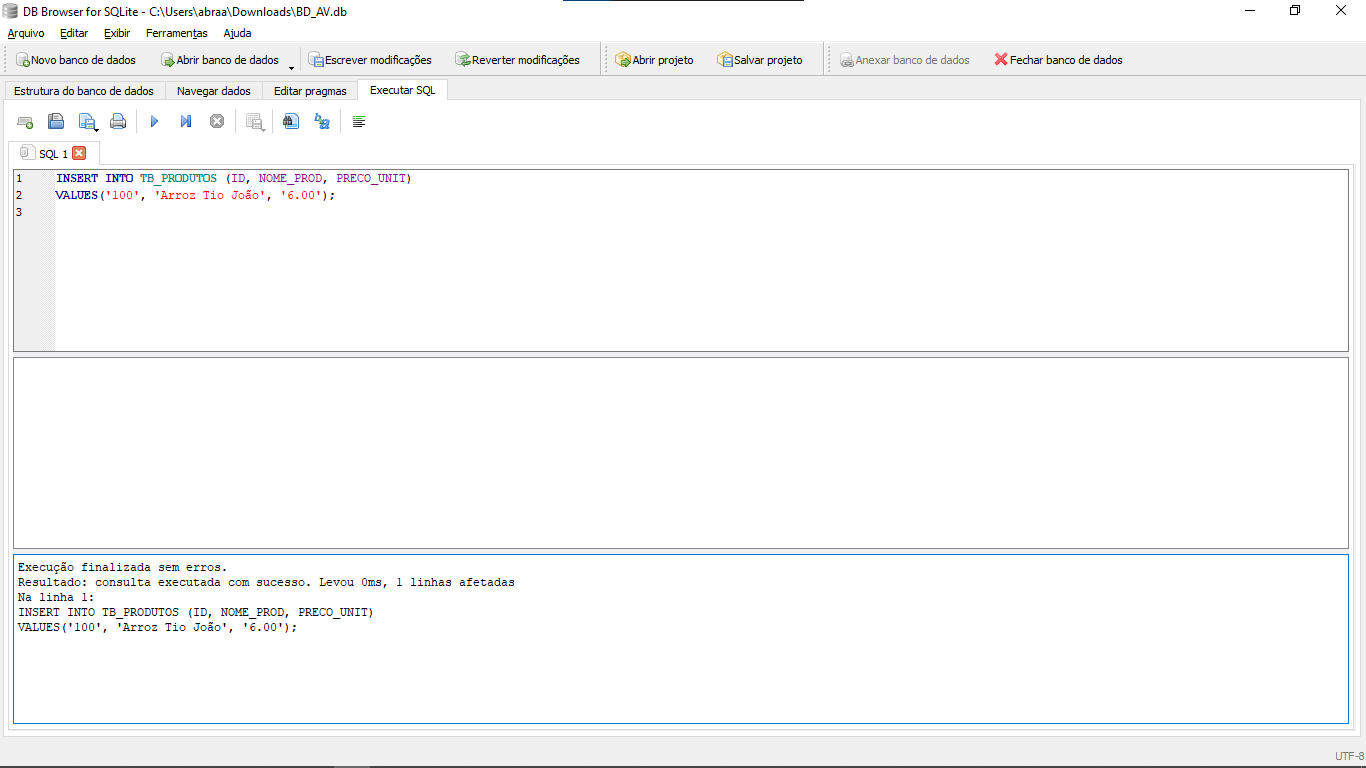 DB Browser for SQLite - C:\Users\abraa\Downloads\BD_AV.db
Arquivo Editar Exibir Ferramentas Ajuda
Novo banco de dados Abrir banco de dados Escrever modificações Reverter modificações Abrir projeto Salvar projeto Anexar banco de dados Fechar banco de dados
Estrutura do banco de dados Navegar dados Editar pragmas Executar SQL
SQL 1
1 INSERT INTO TB_PRODUTOS (ID, NOME_PROD, PRECO_UNIT)
2 VALUES('100', 'Arroz Tio João', '6.00');
3
Execução finalizada sem erros.
Resultado: consulta executada com sucesso. Levou 0ms, 1 linhas afetadas
Na linha 1:
INSERT INTO TB_PRODUTOS (ID, NOME_PROD, PRECO_UNIT)
VALUES('100', 'Arroz Tio João', '6.00');
UTF-8